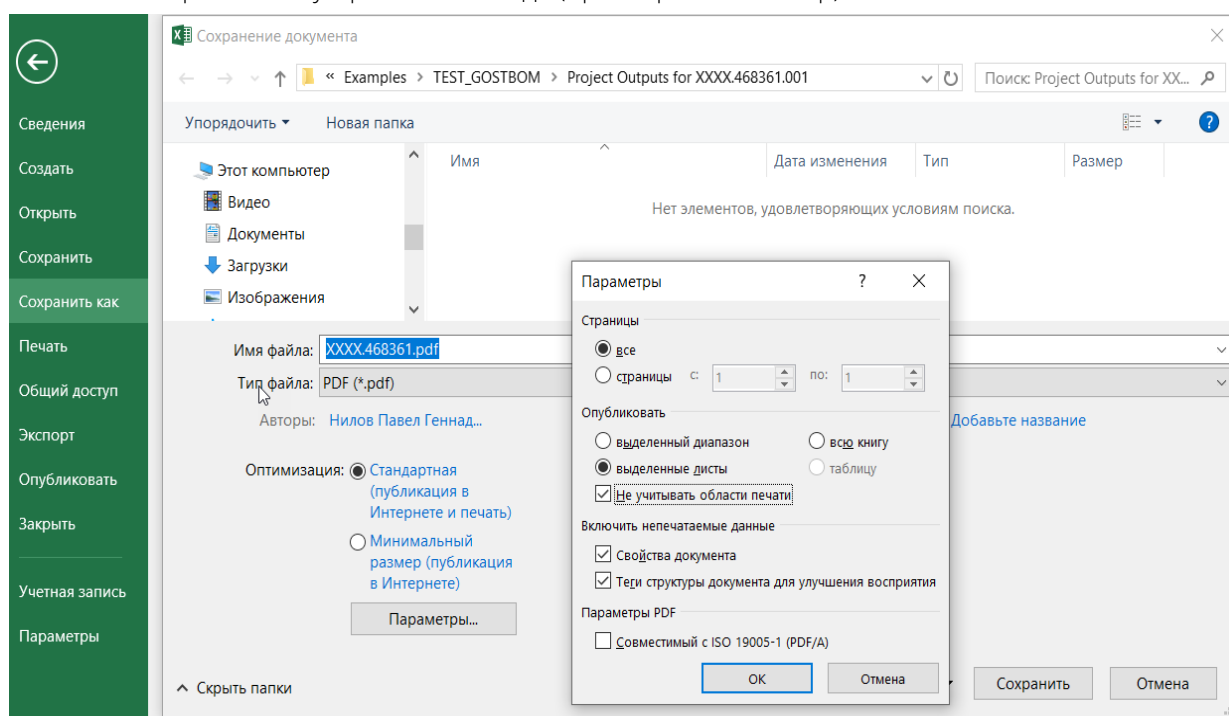 Сохранение документа
« Examples > TEST_GOSTBOM > Project Outputs for XXXX.468361.001
Поиск: Project Outputs for XX...
Сведения
Создать
Открыть
Сохранить
Сохранить как
Печать
Общий доступ
Экспорт
Опубликовать
Закрыть
Учетная запись
Параметры
Упорядочить
Новая папка
?
Этот компьютер
Видео
Документы
Загрузки
Изображения
Имя
Дата изменения
Тип
Размер
Нет элементов, удовлетворяющих условиям поиска.
Имя файла: XXXX.468361.pdf
Тип файла: PDF (*.pdf)
Авторы: Нилов Павел Геннад...
Добавьте название
Оптимизация: Стандартная
(публикация в
Интернете и печать)
Минимальный
размер (публикация
в Интернете)
Параметры...
Скрыть папки
Сохранить
Отмена
Параметры
?
Страницы
все
страницы с: 1 по: 1
Опубликовать
выделенный диапазон
всю книгу
выделенные листы
таблицу
Не учитывать области печати
Включить непечатаемые данные
Свойства документа
Теги структуры документа для улучшения восприятия
Параметры PDF
Совместимый с ISO 19005-1 (PDF/A)
ОК
Отмена